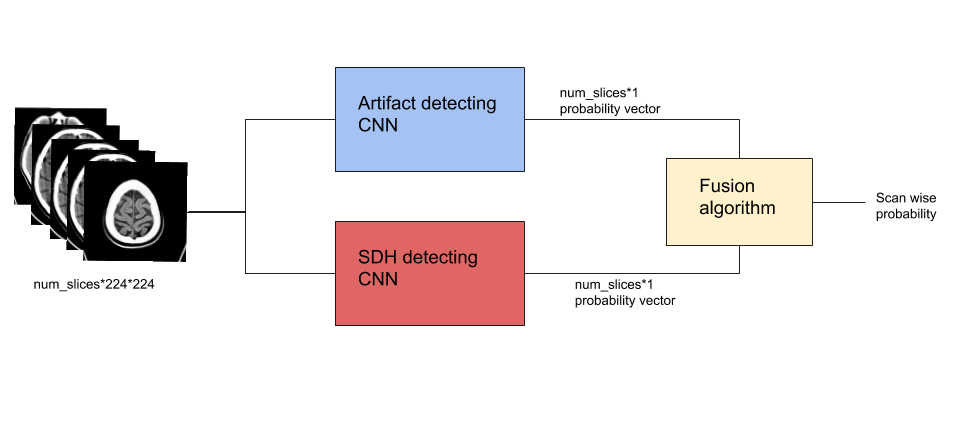 num_slices*224*224
Artifact detecting
CNN
SDH detecting
CNN
num_slices*1
probability vector
num_slices*1
probability vector
Fusion
algorithm
Scan wise
probability